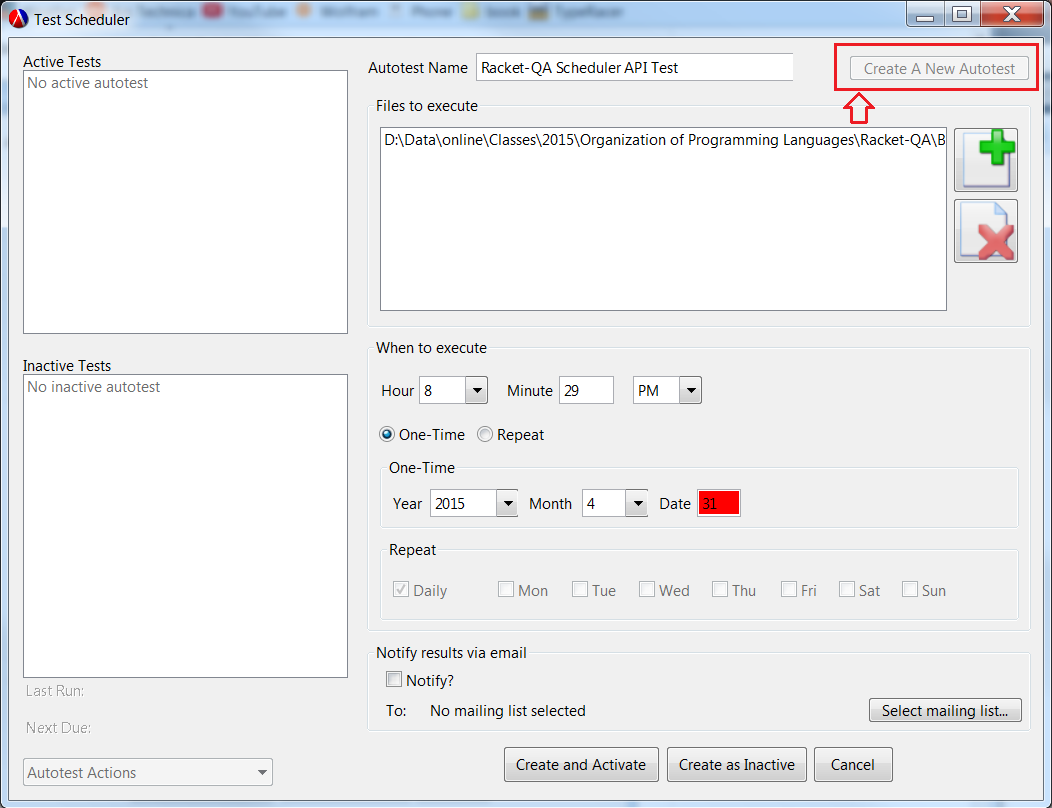 Test Scheduler
Active Tests
No active autotest
Inactive Tests
No inactive autotest
Last Run:
Next Due:
Autotest Actions
Autotest Name Racket-QA Scheduler API Test Create A New Autotest
Files to execute
D:\Data\online\Classes\2015\Organization of Programming Languages\Racket-QA\B
When to execute
Hour 8 Minute 29 PM
One-Time Repeat
One-Time
Year 2015 Month 4 Date 31
Repeat
Daily Mon Tue Wed Thu Fri Sat Sun
Notify results via email
Notify?
To: No mailing list selected Select mailing list...
Create and Activate Create as Inactive Cancel